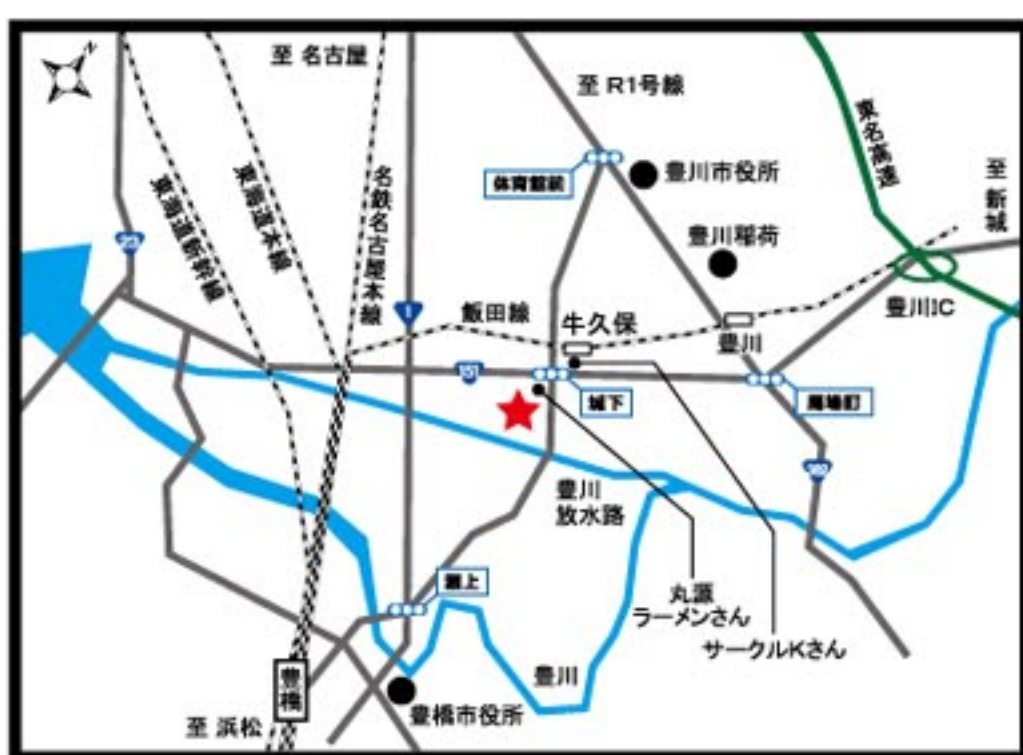 N
至 名古屋
至 R1号線
東名高速
至 新城
体育館前
豊川市役所
東海道新幹線
東海道本線
名鉄名古屋本線
豊川稲荷
23
1
飯田線
牛久保
豊川
豊川IC
151
城下
馬場町
豊川
放水路
丸源
ラーメンさん
サークルKさん
豊川
豊橋
豊橋市役所
至 浜松